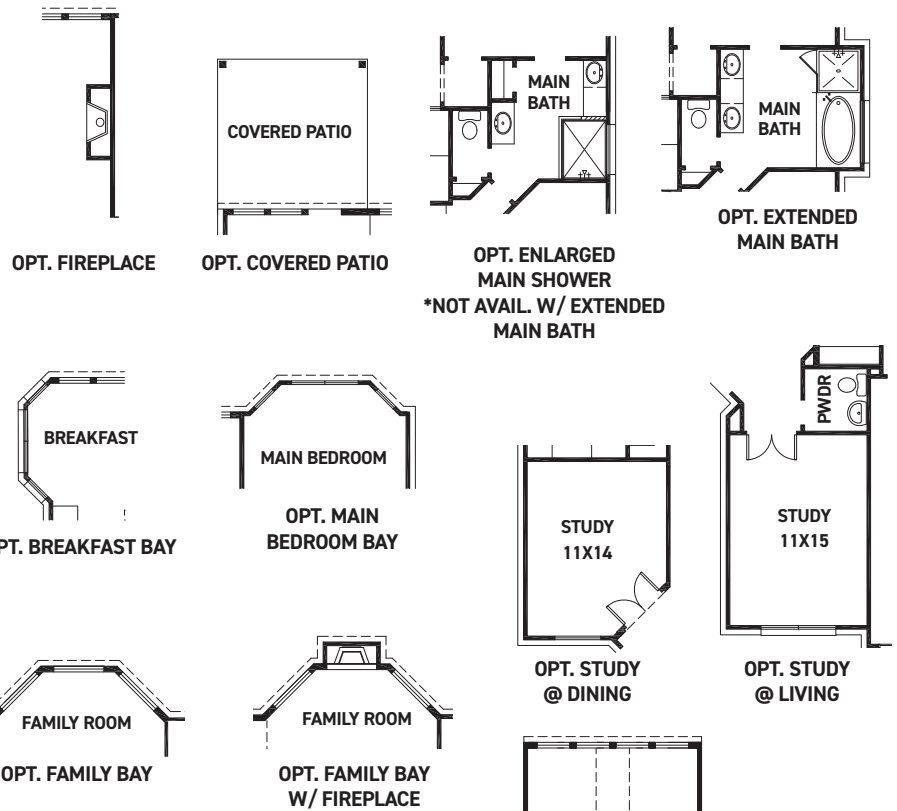 COVERED PATIO
MAIN
BATH
MAIN
BATH
OPT. FIREPLACE
OPT. COVERED PATIO
OPT. ENLARGED
MAIN SHOWER
*NOT AVAIL. W/ EXTENDED
MAIN BATH
OPT. EXTENDED
MAIN BATH
BREAKFAST
PT. BREAKFAST BAY
MAIN BEDROOM
OPT. MAIN
BEDROOM BAY
STUDY
11X14
OPT. STUDY
@ DINING
PWDR
STUDY
11X15
OPT. STUDY
@ LIVING
FAMILY ROOM
OPT. FAMILY BAY
FAMILY ROOM
OPT. FAMILY BAY
W/ FIREPLACE